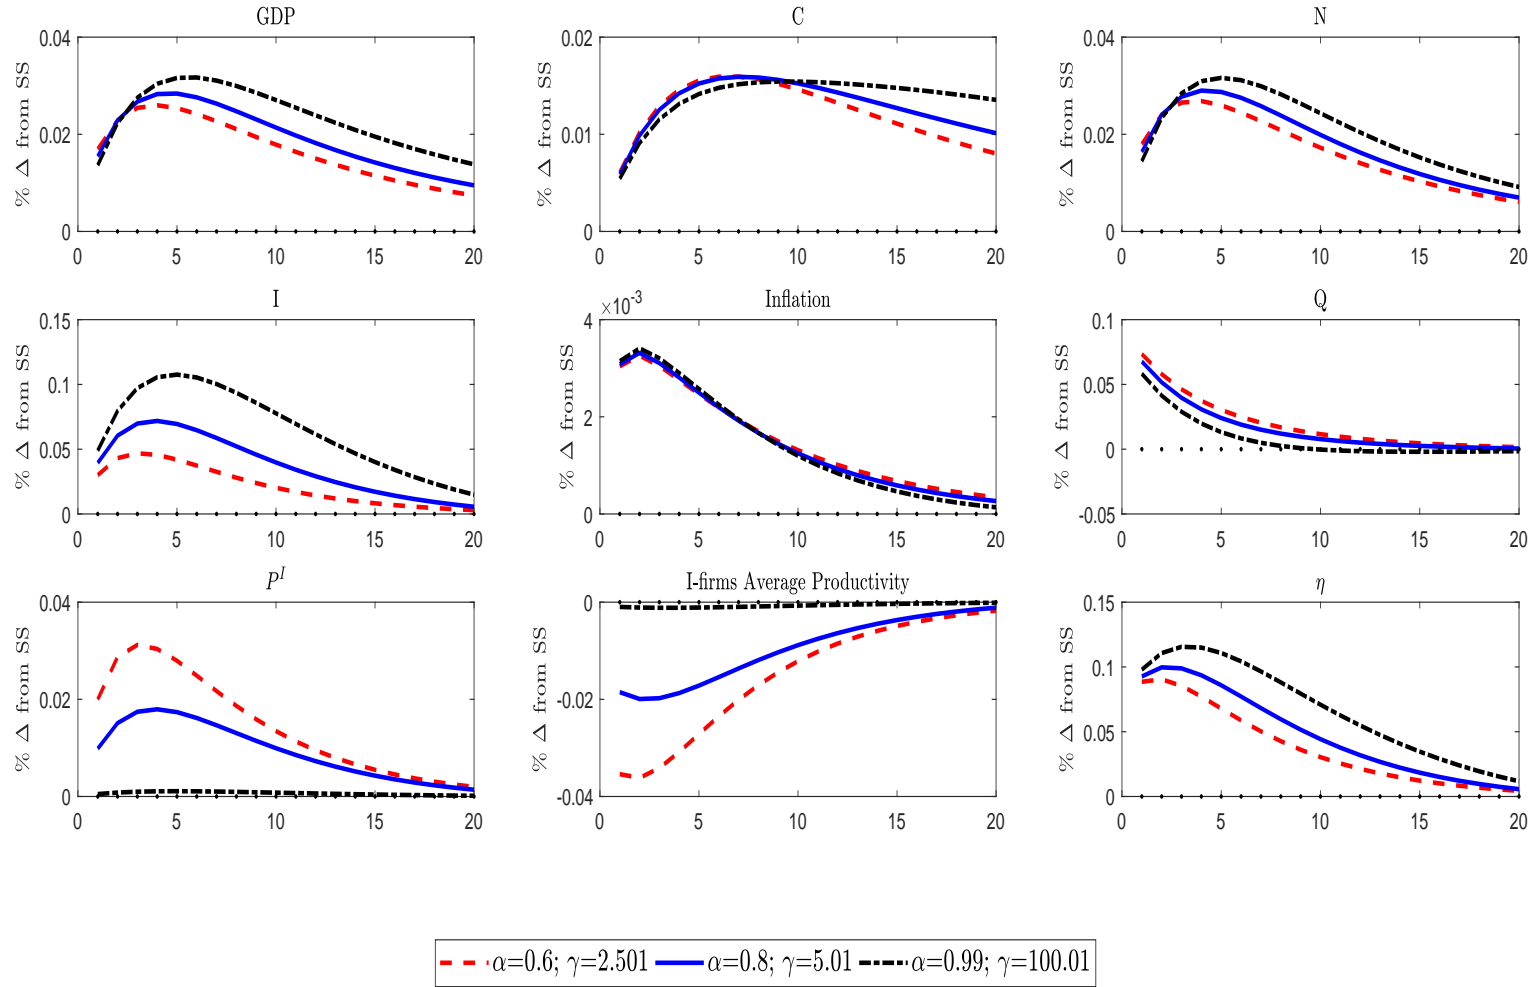 GDP
C
N
0.04
0.02
0
% Δ from SS
0 5 10 15 20
0.02
0.01
0
% Δ from SS
0 5 10 15 20
0.04
0.02
0
% Δ from SS
0 5 10 15 20
I
Inflation
Q
0.15
0.1
0.05
0
% Δ from SS
0 5 10 15 20
×10^-3
4
2
0
% Δ from SS
0 5 10 15 20
0.1
0.05
0
-0.05
% Δ from SS
0 5 10 15 20
P^I
I-firms Average Productivity
η
0.04
0.02
0
% Δ from SS
0 5 10 15 20
0
-0.02
-0.04
% Δ from SS
0 5 10 15 20
0.15
0.1
0.05
0
% Δ from SS
0 5 10 15 20
α=0.6; γ=2.501 α=0.8; γ=5.01 α=0.99; γ=100.01